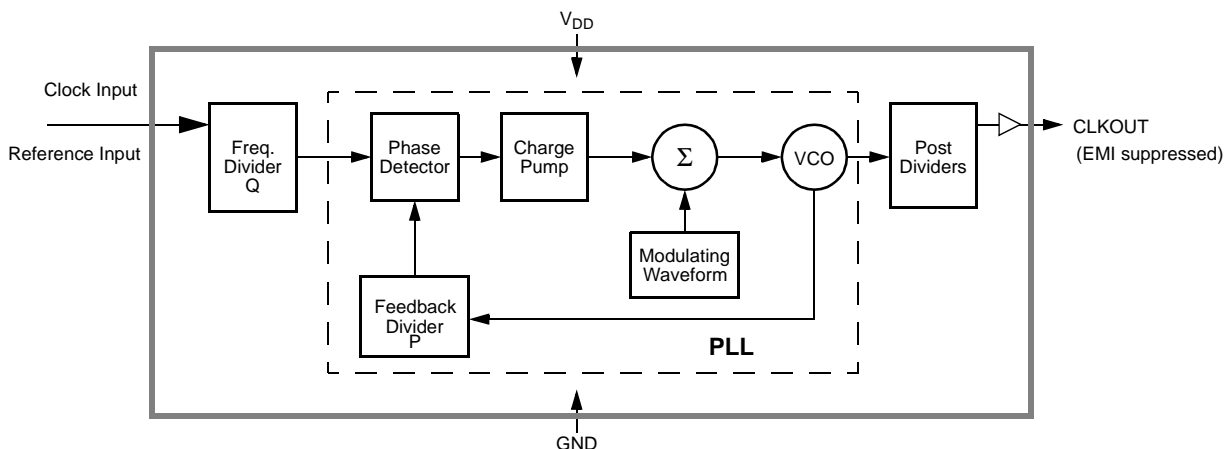 V_DD
Clock Input
Reference Input
Freq.
Divider
Q
Phase
Detector
Charge
Pump
Σ
VCO
Post
Dividers
CLKOUT
(EMI suppressed)
Modulating
Waveform
Feedback
Divider
P
PLL
GND